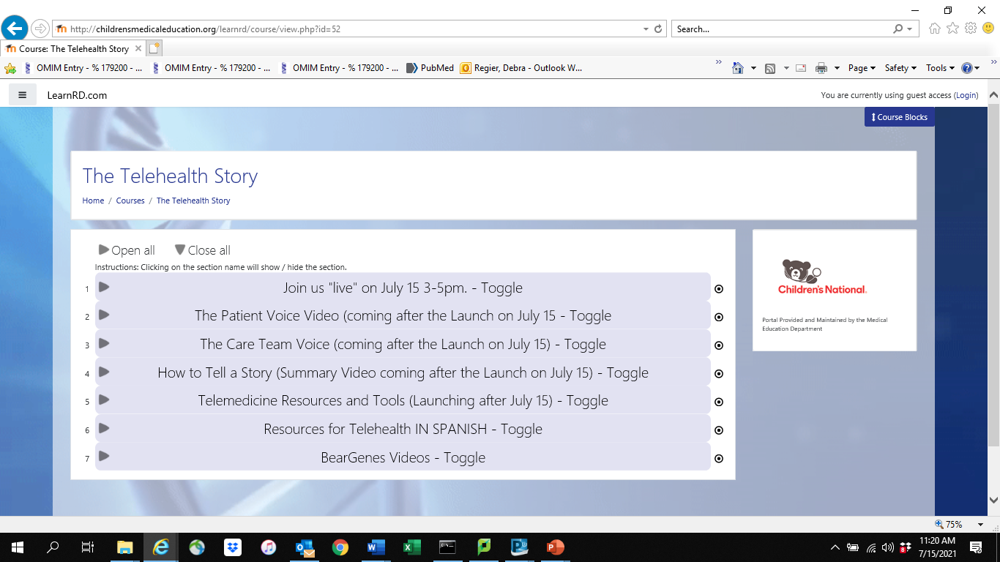 http://childrensmedicaleducation.org/learnrd/course/view.php?id=52
Search...
Course: The Telehealth Story
OMIM Entry - % 179200 - ... OMIM Entry - % 179200 - ... OMIM Entry - % 179200 - ... PubMed Regier, Debra - Outlook W...
Page Safety Tools
LearnRD.com
You are currently using guest access (Login)
Course Blocks
The Telehealth Story
Home / Courses / The Telehealth Story
Open all Close all
Instructions: Clicking on the section name will show / hide the section.
1 Join us "live" on July 15 3-5pm. - Toggle
2 The Patient Voice Video (coming after the Launch on July 15 - Toggle
3 The Care Team Voice (coming after the Launch on July 15) - Toggle
4 How to Tell a Story (Summary Video coming after the Launch on July 15) - Toggle
5 Telemedicine Resources and Tools (Launching after July 15) - Toggle
6 Resources for Telehealth IN SPANISH - Toggle
7 BearGenes Videos - Toggle
Children's National.
Portal Provided and Maintained by the Medical
Education Department
75%
11:20 AM
7/15/2021